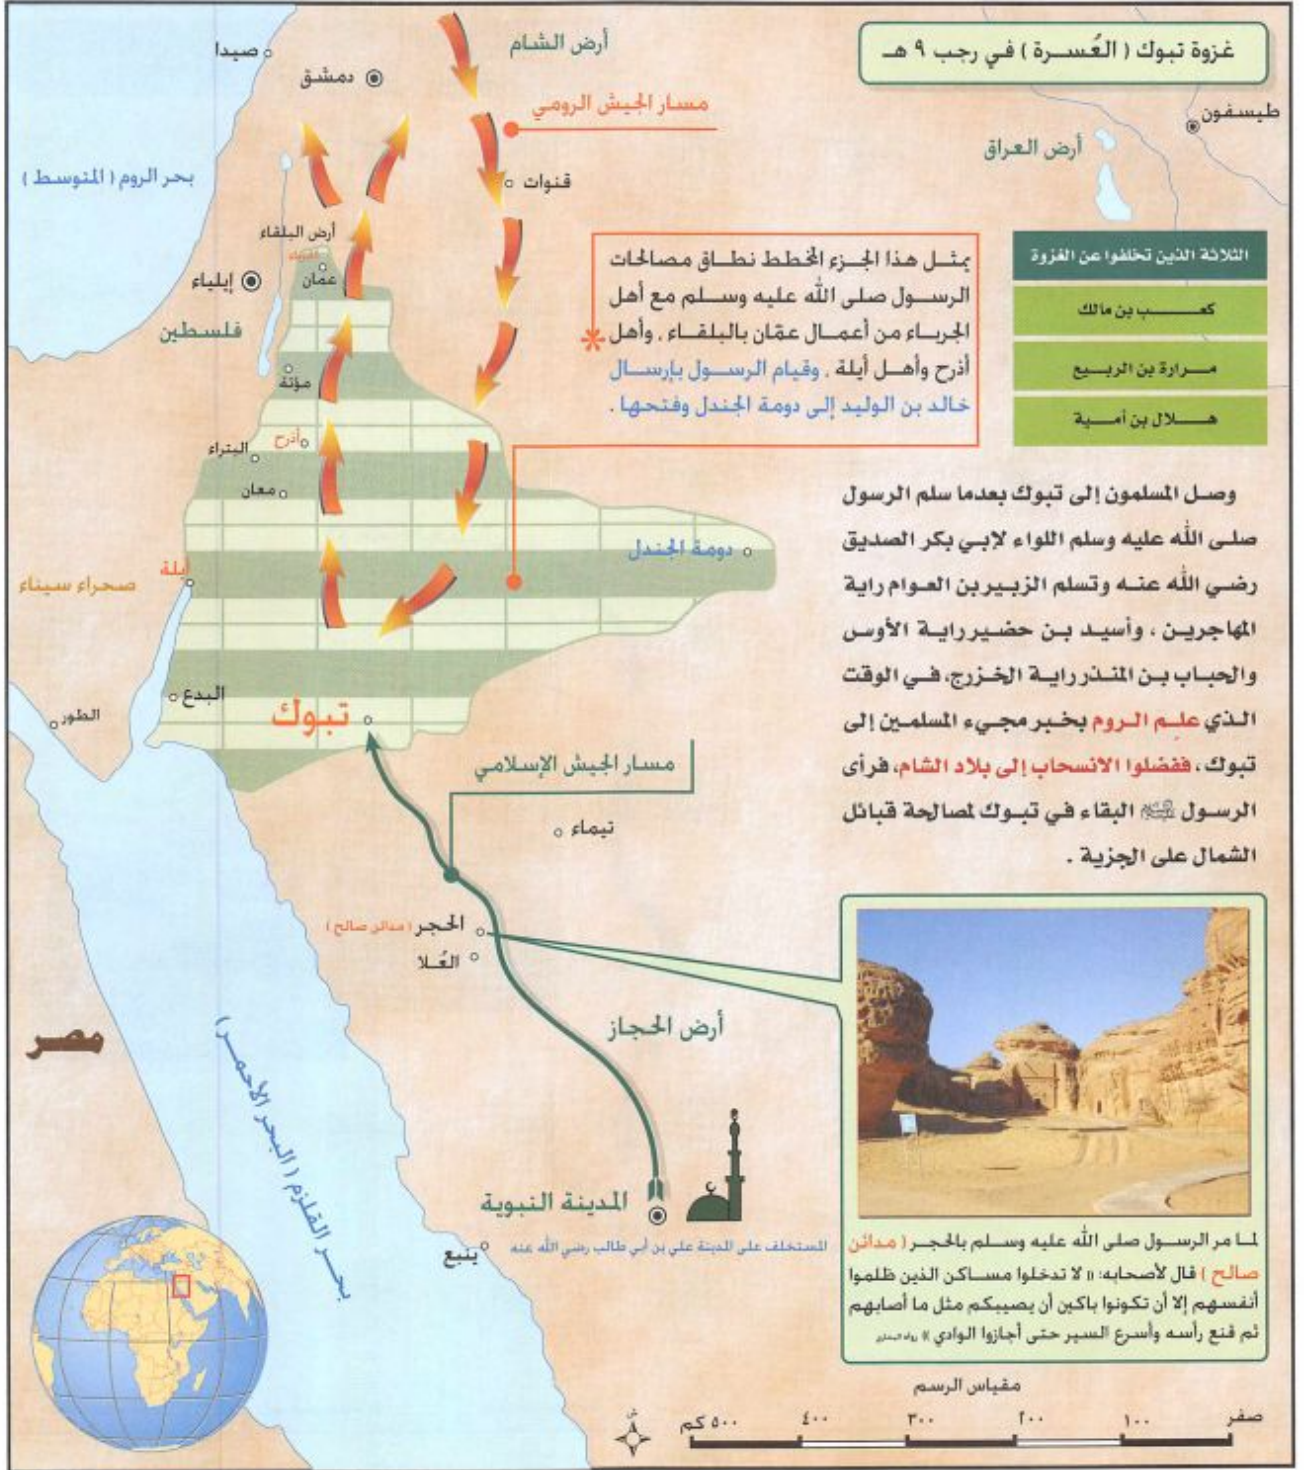 غزوة تبوك ( العُسرة ) في رجب ٩ هـ
أرض الشام
صيدا
دمشق
مسار الجيش الرومي
طيسفون
أرض العراق
قنوات
بحر الروم ( المتوسط )
أرض البلقاء
الجرباء
عمان
إيلياء
فلسطين
مؤتة
أذرح
البتراء
معان
دومة الجندل
أيلة
صحراء سيناء
البدع
الطور
تبوك
يمثل هذا الجزء المخطط نطاق مصالحات
الرسول صلى الله عليه وسلم مع أهل
الجرباء من أعمال عمّان بالبلقاء ، وأهل
أذرح وأهل أيلة ، وقيام الرسول بإرسال
خالد بن الوليد إلى دومة الجندل وفتحها .
*
الثلاثة الذين تخلفوا عن الغزوة
كعب بن مالك
مرارة بن الربيع
هلال بن أمية
وصل المسلمون إلى تبوك بعدما سلم الرسول
صلى الله عليه وسلم اللواء لإبي بكر الصديق
رضي الله عنه وتسلم الزبير بن العوام راية
المهاجرين ، وأسيد بن حضير راية الأوس
والحباب بن المنذر راية الخزرج، في الوقت
الذي علم الروم بخبر مجيء المسلمين إلى
تبوك ، ففضلوا الانسحاب إلى بلاد الشام، فرأى
الرسول ﷺ البقاء في تبوك لمصالحة قبائل
الشمال على الجزية .
مسار الجيش الإسلامي
تيماء
الحجر ( مدائن صالح )
العُلا
أرض الحجاز
مصر
بحر القلزم ( البحر الأحمر )
المدينة النبوية
المستخلف على المدينة علي بن أبي طالب رضي الله عنه
ينبع
لما مر الرسول صلى الله عليه وسلم بالحجر ( مدائن
صالح ) قال لأصحابه: (( لا تدخلوا مساكن الذين ظلموا
أنفسهم إلا أن تكونوا باكين أن يصيبكم مثل ما أصابهم
ثم قنع رأسه وأسرع السير حتى أجازوا الوادي )) رواه البخاري
مقياس الرسم
صفر ١٠٠ ٢٠٠ ٣٠٠ ٤٠٠ ٥٠٠ كم
ش